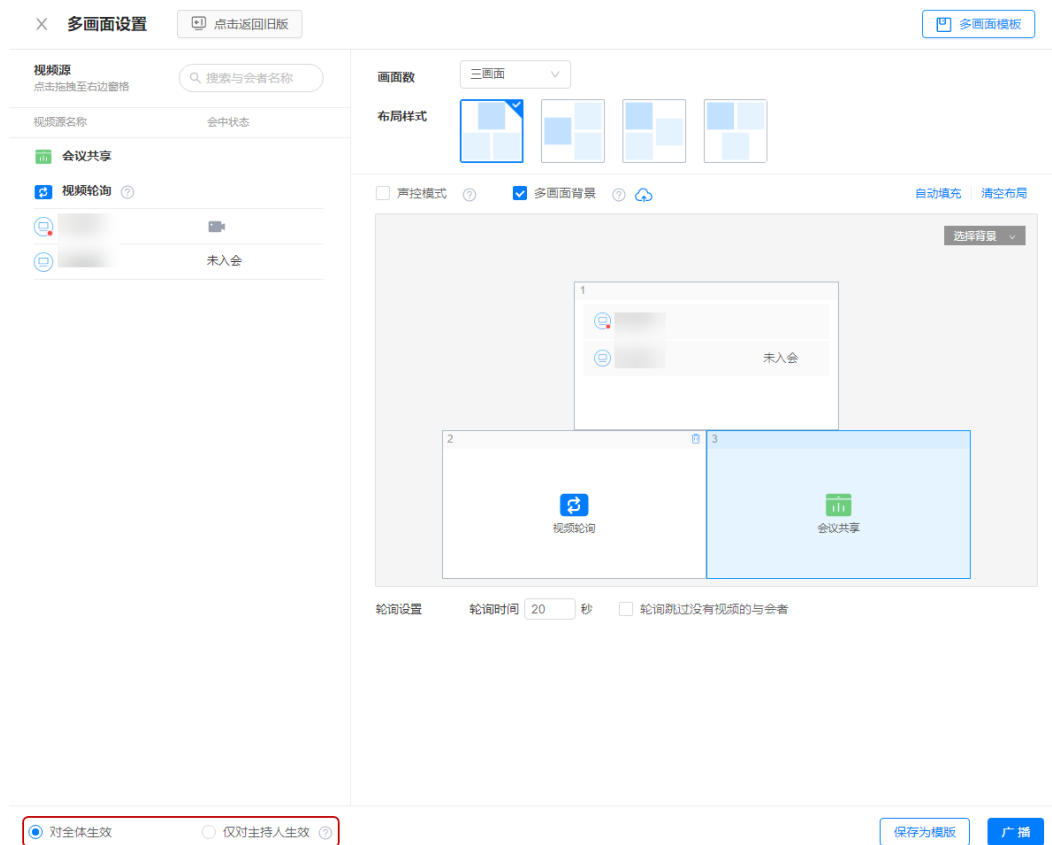 多画面设置
点击返回旧版
多画面模板
视频源
点击拖拽至右边窗格
搜索与会者名称
视频源名称
会中状态
会议共享
视频轮询
未入会
画面数
三画面
布局样式
声控模式
多画面背景
自动填充
清空布局
选择背景
1
未入会
2
3
视频轮询
会议共享
轮询设置
轮询时间
20
秒
轮询跳过没有视频的与会者
对全体生效
仅对主持人生效
保存为模版
广播